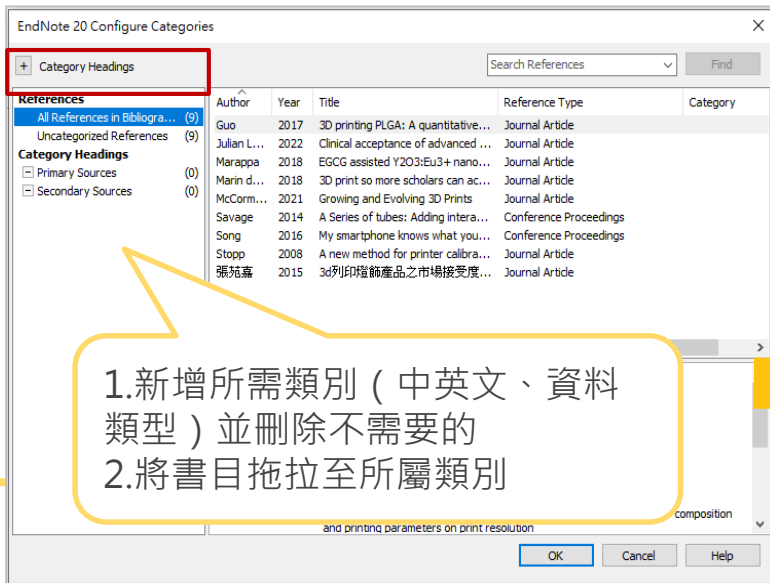 EndNote 20 Configure Categories
+ Category Headings
Search References
Find
References
All References in Bibliogra... (9)
Uncategorized References (9)
Category Headings
Primary Sources (0)
Secondary Sources (0)
Author Year Title Reference Type Category
Guo 2017 3D printing PLGA: A quantitative... Journal Article
Julian L... 2022 Clinical acceptance of advanced ... Journal Article
Marappa 2018 EGCG assisted Y2O3:Eu3+ nano... Journal Article
Marin d... 2018 3D print so more scholars can ac... Journal Article
McCorm... 2021 Growing and Evolving 3D Prints Journal Article
Savage 2014 A Series of tubes: Adding intera... Conference Proceedings
Song 2016 My smartphone knows what you... Conference Proceedings
Stopp 2008 A new method for printer calibra... Journal Article
張苑嘉 2015 3d列印燈飾產品之市場接受度... Journal Article
1.新增所需類別（中英文、資料
類型）並刪除不需要的
2.將書目拖拉至所屬類別
composition
and printing parameters on print resolution
OK Cancel Help